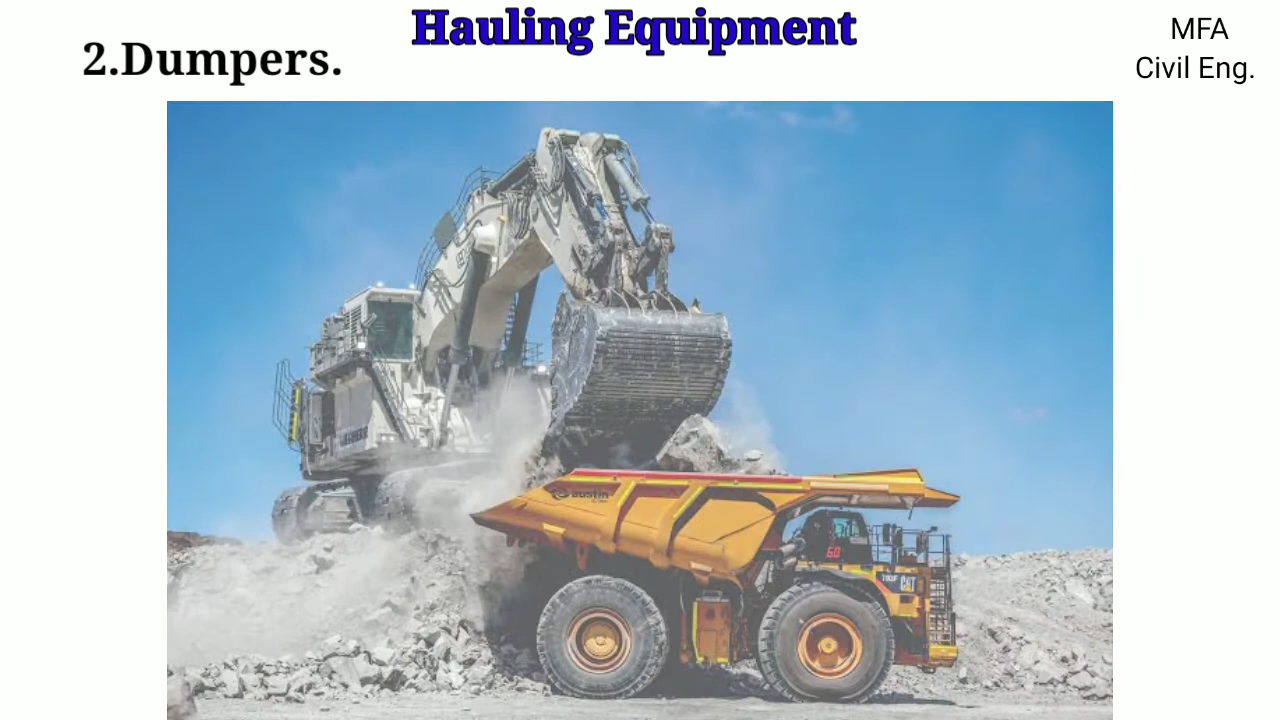 Hauling Equipment
MFA
Civil Eng.
2.Dumpers.
austin
60
CAT